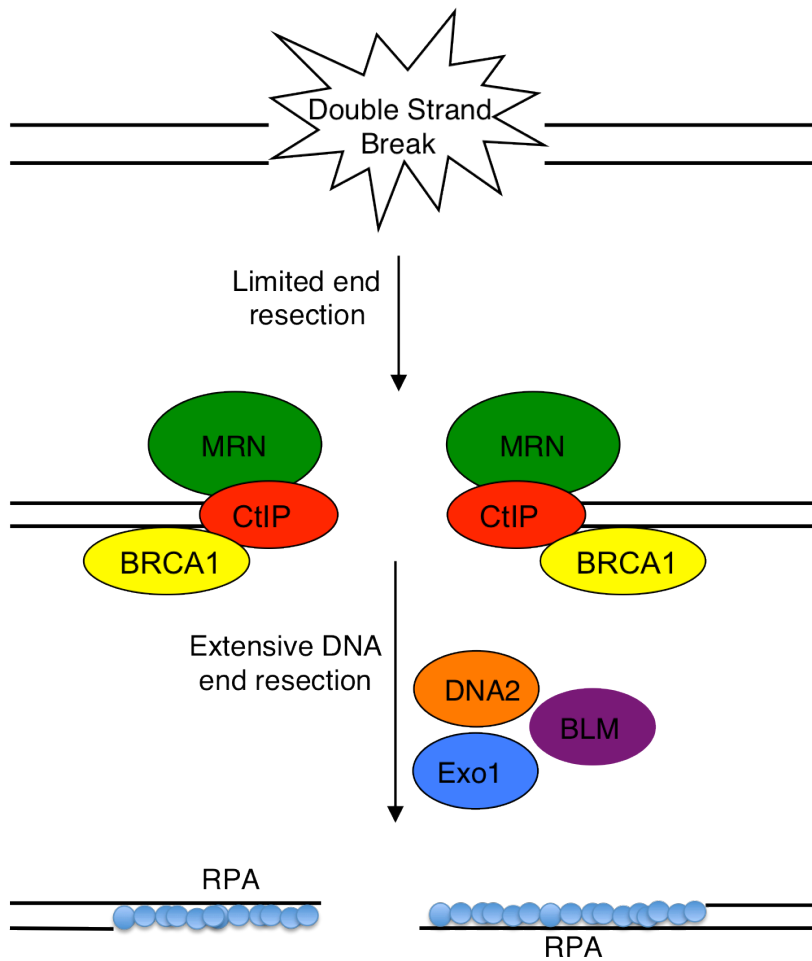 Double Strand
Break
Limited end
resection
MRN
MRN
CtIP
CtIP
BRCA1
BRCA1
Extensive DNA
end resection
DNA2
BLM
Exo1
RPA
RPA